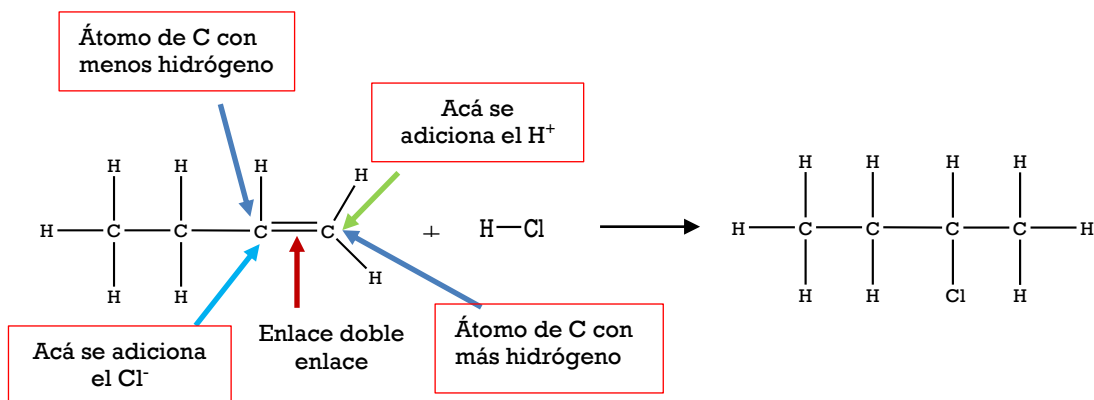 Átomo de C con
menos hidrógeno
Acá se
adiciona el H⁺
H H H H
H C C C C H
H H
+ H Cl
H H H H
H C C C C H
H H Cl H
Acá se adiciona
el Cl⁻
Enlace doble
enlace
Átomo de C con
más hidrógeno